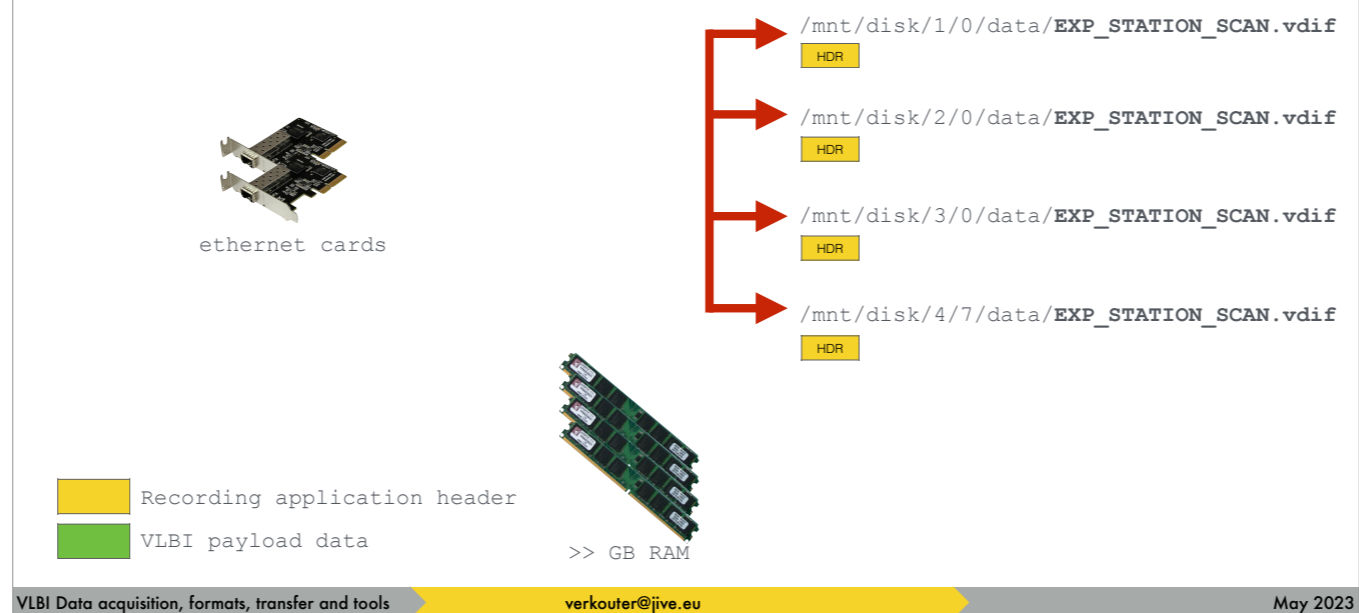 /mnt/disk/1/0/data/EXP_STATION_SCAN.vdif
HDR
/mnt/disk/2/0/data/EXP_STATION_SCAN.vdif
HDR
/mnt/disk/3/0/data/EXP_STATION_SCAN.vdif
HDR
ethernet cards
/mnt/disk/4/7/data/EXP_STATION_SCAN.vdif
HDR
Recording application header
VLBI payload data
>> GB RAM
VLBI Data acquisition, formats, transfer and tools verkouter@jive.eu May 2023